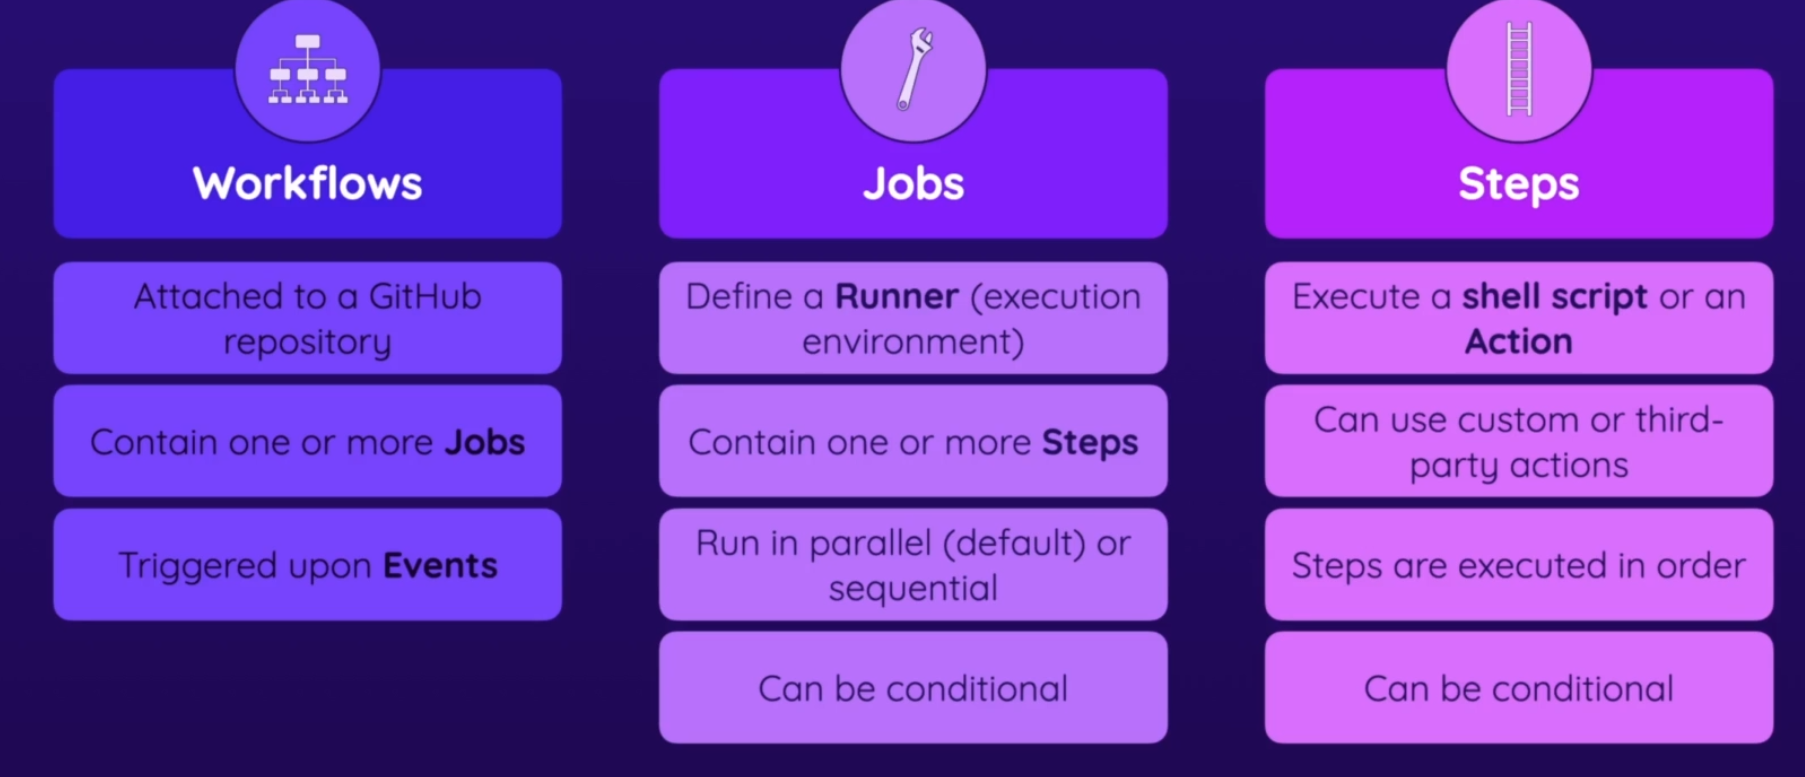 Workflows
Attached to a GitHub
repository
Contain one or more Jobs
Triggered upon Events
Jobs
Define a Runner (execution
environment)
Contain one or more Steps
Run in parallel (default) or
sequential
Can be conditional
Steps
Execute a shell script or an
Action
Can use custom or third-
party actions
Steps are executed in order
Can be conditional